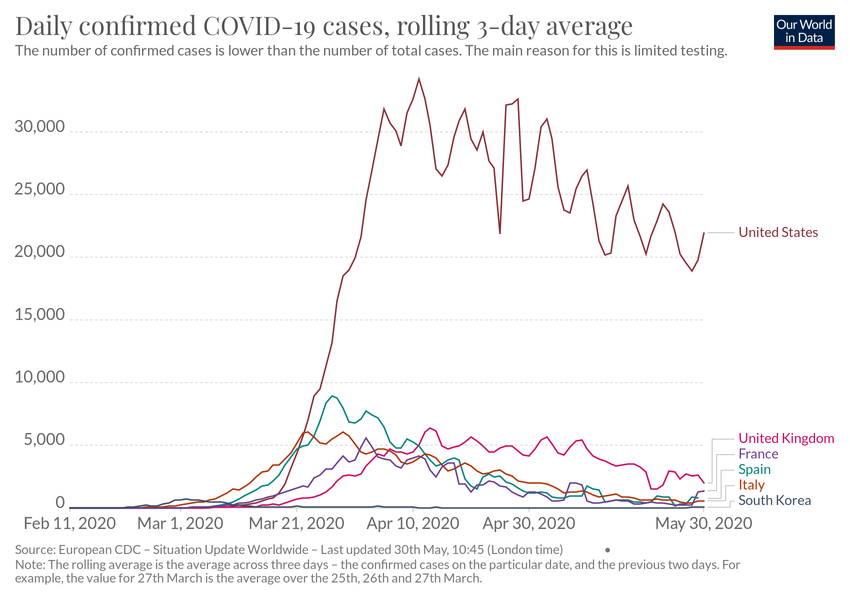 Daily confirmed COVID-19 cases, rolling 3-day average
Our World
in Data
The number of confirmed cases is lower than the number of total cases. The main reason for this is limited testing.
30,000
25,000
20,000
15,000
10,000
5,000
0
United States
United Kingdom
France
Spain
Italy
South Korea
Feb 11, 2020
Mar 1, 2020
Mar 21, 2020
Apr 10, 2020
Apr 30, 2020
May 30, 2020
Source: European CDC – Situation Update Worldwide – Last updated 30th May, 10:45 (London time)
Note: The rolling average is the average across three days – the confirmed cases on the particular date, and the previous two days. For
example, the value for 27th March is the average over the 25th, 26th and 27th March.